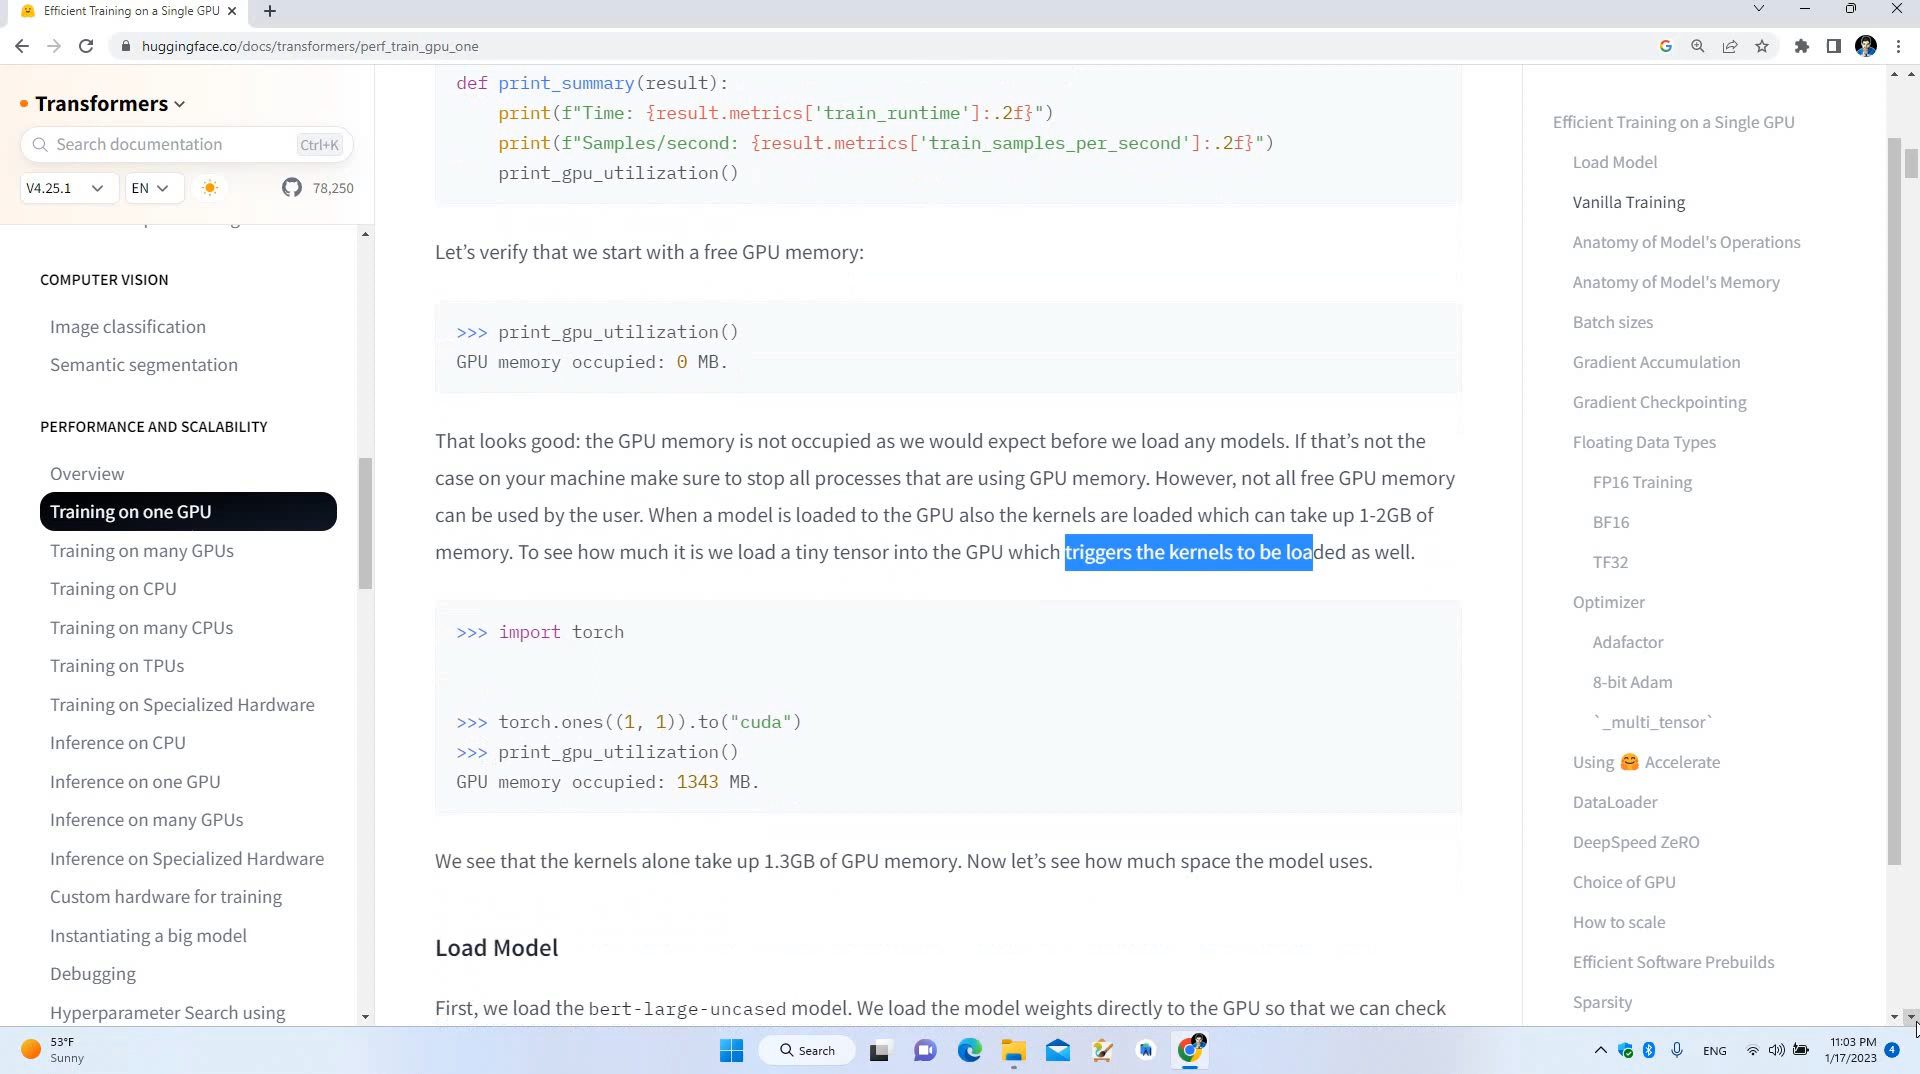 Efficient Training on a Single GPU
huggingface.co/docs/transformers/perf_train_gpu_one
Transformers
Search documentation Ctrl+K
V4.25.1 EN 78,250
COMPUTER VISION
Image classification
Semantic segmentation
PERFORMANCE AND SCALABILITY
Overview
Training on one GPU
Training on many GPUs
Training on CPU
Training on many CPUs
Training on TPUs
Training on Specialized Hardware
Inference on CPU
Inference on one GPU
Inference on many GPUs
Inference on Specialized Hardware
Custom hardware for training
Instantiating a big model
Debugging
Hyperparameter Search using
def print_summary(result):
print(f"Time: {result.metrics['train_runtime']:.2f}")
print(f"Samples/second: {result.metrics['train_samples_per_second']:.2f}")
print_gpu_utilization()
Let’s verify that we start with a free GPU memory:
>>> print_gpu_utilization()
GPU memory occupied: 0 MB.
That looks good: the GPU memory is not occupied as we would expect before we load any models. If that’s not the
case on your machine make sure to stop all processes that are using GPU memory. However, not all free GPU memory
can be used by the user. When a model is loaded to the GPU also the kernels are loaded which can take up 1-2GB of
memory. To see how much it is we load a tiny tensor into the GPU which triggers the kernels to be loaded as well.
>>> import torch
>>> torch.ones((1, 1)).to("cuda")
>>> print_gpu_utilization()
GPU memory occupied: 1343 MB.
We see that the kernels alone take up 1.3GB of GPU memory. Now let’s see how much space the model uses.
Load Model
First, we load the bert-large-uncased model. We load the model weights directly to the GPU so that we can check
Efficient Training on a Single GPU
Load Model
Vanilla Training
Anatomy of Model's Operations
Anatomy of Model's Memory
Batch sizes
Gradient Accumulation
Gradient Checkpointing
Floating Data Types
FP16 Training
BF16
TF32
Optimizer
Adafactor
8-bit Adam
`_multi_tensor`
Using 🤗 Accelerate
DataLoader
DeepSpeed ZeRO
Choice of GPU
How to scale
Efficient Software Prebuilds
Sparsity
53°F
Sunny
Search
ENG
11:03 PM
1/17/2023
4